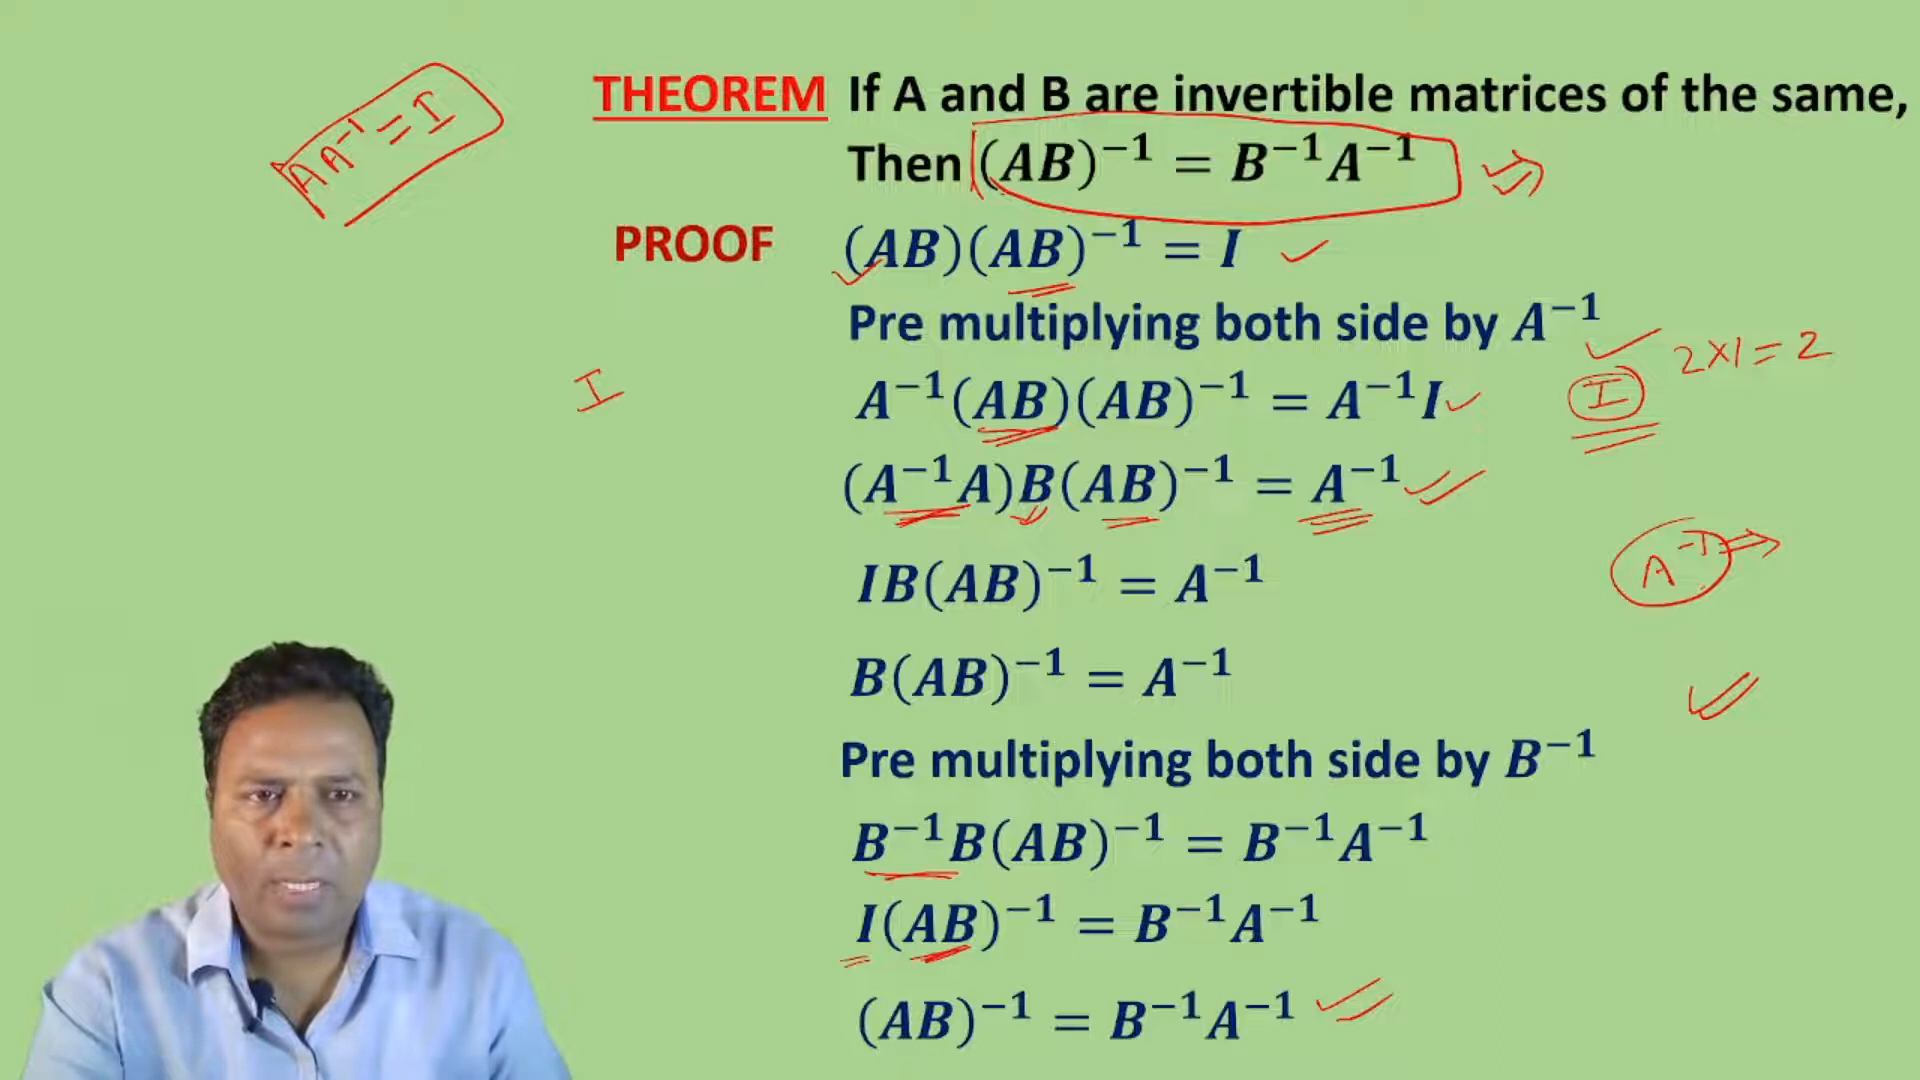 THEOREM If A and B are invertible matrices of the same,
Then (AB)⁻¹ = B⁻¹A⁻¹
AA⁻¹ = I
PROOF (AB)(AB)⁻¹ = I
Pre multiplying both side by A⁻¹
2×1 = 2
I
A⁻¹(AB)(AB)⁻¹ = A⁻¹I
I
(A⁻¹A)B(AB)⁻¹ = A⁻¹
IB(AB)⁻¹ = A⁻¹
B(AB)⁻¹ = A⁻¹
Pre multiplying both side by B⁻¹
B⁻¹B(AB)⁻¹ = B⁻¹A⁻¹
I(AB)⁻¹ = B⁻¹A⁻¹
(AB)⁻¹ = B⁻¹A⁻¹